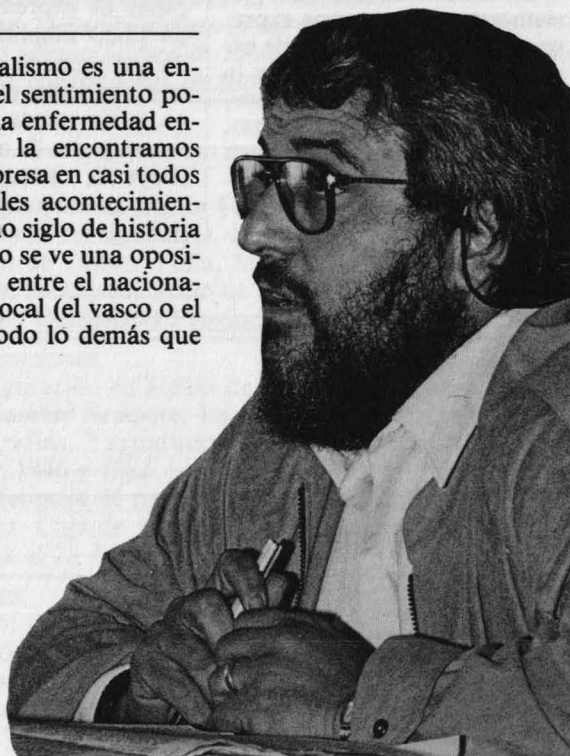 alismo es una en-
el sentimiento po-
a enfermedad en-
la encontramos
presa en casi todos
les acontecimien-
o siglo de historia
o se ve una oposi-
entre el naciona-
ocal (el vasco o el
odo lo demás que